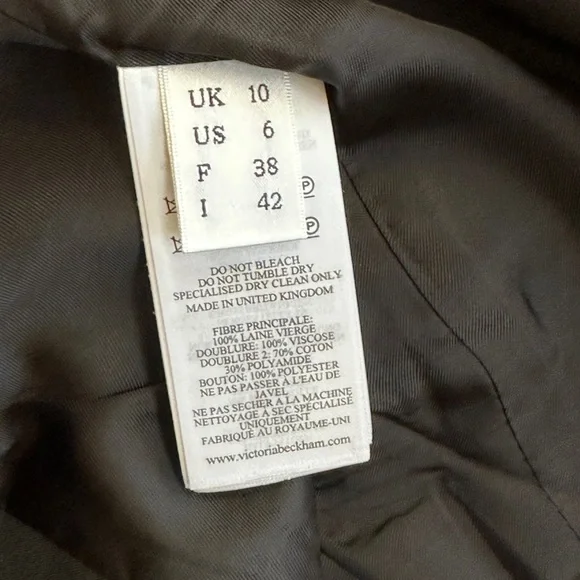 UK 10
US 6
F 38
I 42
P
P
DO NOT BLEACH
DO NOT TUMBLE DRY
SPECIALISED DRY CLEAN ONLY
MADE IN UNITED KINGDOM
FIBRE PRINCIPALE:
100% LAINE VIERGE
DOUBLURE: 100% VISCOSE
DOUBLURE 2: 70% COTON
30% POLYAMIDE
BOUTON: 100% POLYESTER
NE PAS PASSER A L'EAU DE
JAVEL
NE PAS SECHER A LA MACHINE
NETTOYAGE A SEC SPÉCIALISÉ
UNIQUEMENT
FABRIQUÉ AU ROYAUME-UNI
www.victoriabeckham.com